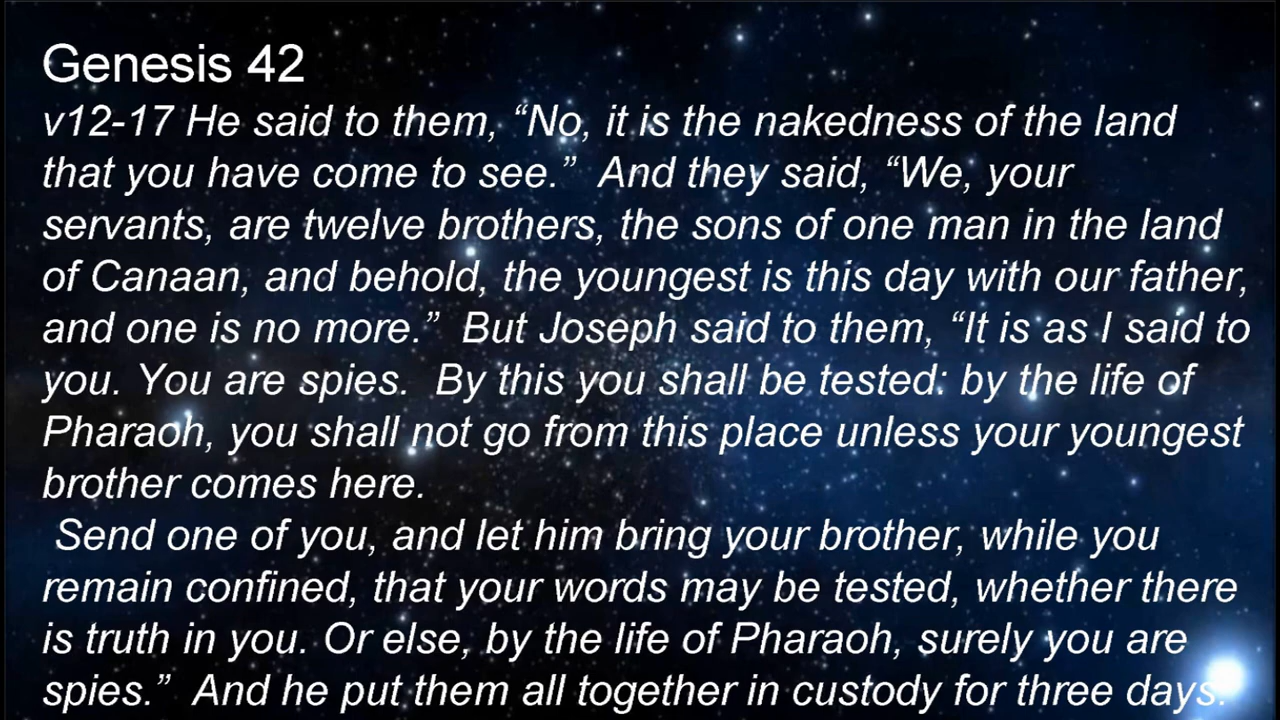 Genesis 42
v12-17 He said to them, “No, it is the nakedness of the land
that you have come to see.”  And they said, “We, your
servants, are twelve brothers, the sons of one man in the land
of Canaan, and behold, the youngest is this day with our father,
and one is no more.”  But Joseph said to them, “It is as I said to
you. You are spies.  By this you shall be tested: by the life of
Pharaoh, you shall not go from this place unless your youngest
brother comes here.
Send one of you, and let him bring your brother, while you
remain confined, that your words may be tested, whether there
is truth in you. Or else, by the life of Pharaoh, surely you are
spies.”  And he put them all together in custody for three days.